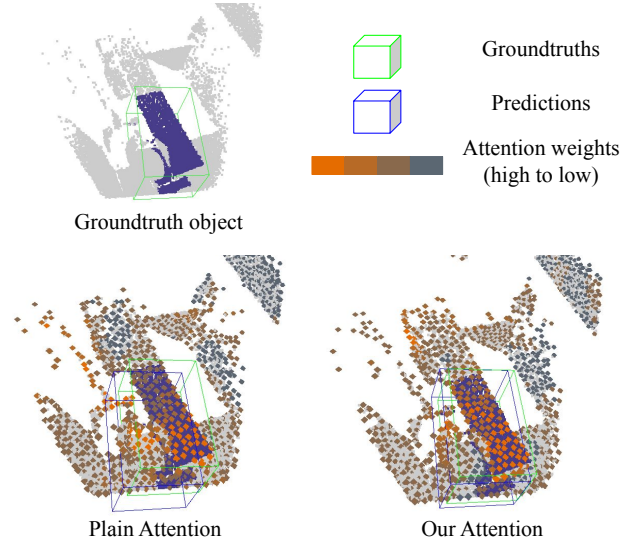 Groundtruths
Predictions
Attention weights
(high to low)
Groundtruth object
Plain Attention
Our Attention